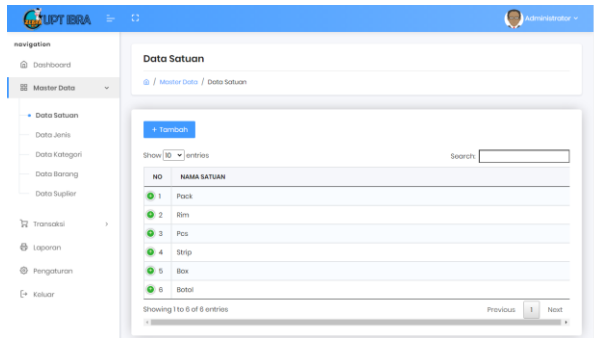 UPT IBRA
Administrator
navigation
Dashboard
Master Data
Data Satuan
Data Jenis
Data Kategori
Data Barang
Data Suplier
Transaksi
Laporan
Pengaturan
Keluar
Data Satuan
/ Master Data / Data Satuan
+ Tambah
Show 10 entries
Search:
NO NAMA SATUAN
1 Pack
2 Rim
3 Pcs
4 Strip
5 Box
6 Botol
Showing 1 to 6 of 6 entries
Previous 1 Next